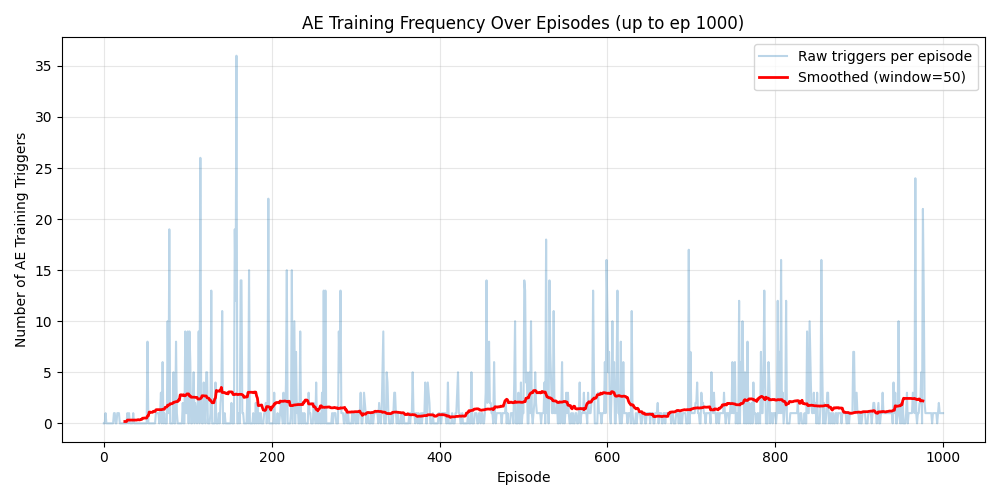 AE Training Frequency Over Episodes (up to ep 1000)
Raw triggers per episode
Smoothed (window=50)
Number of AE Training Triggers
35
30
25
20
15
10
5
0
0 200 400 600 800 1000
Episode